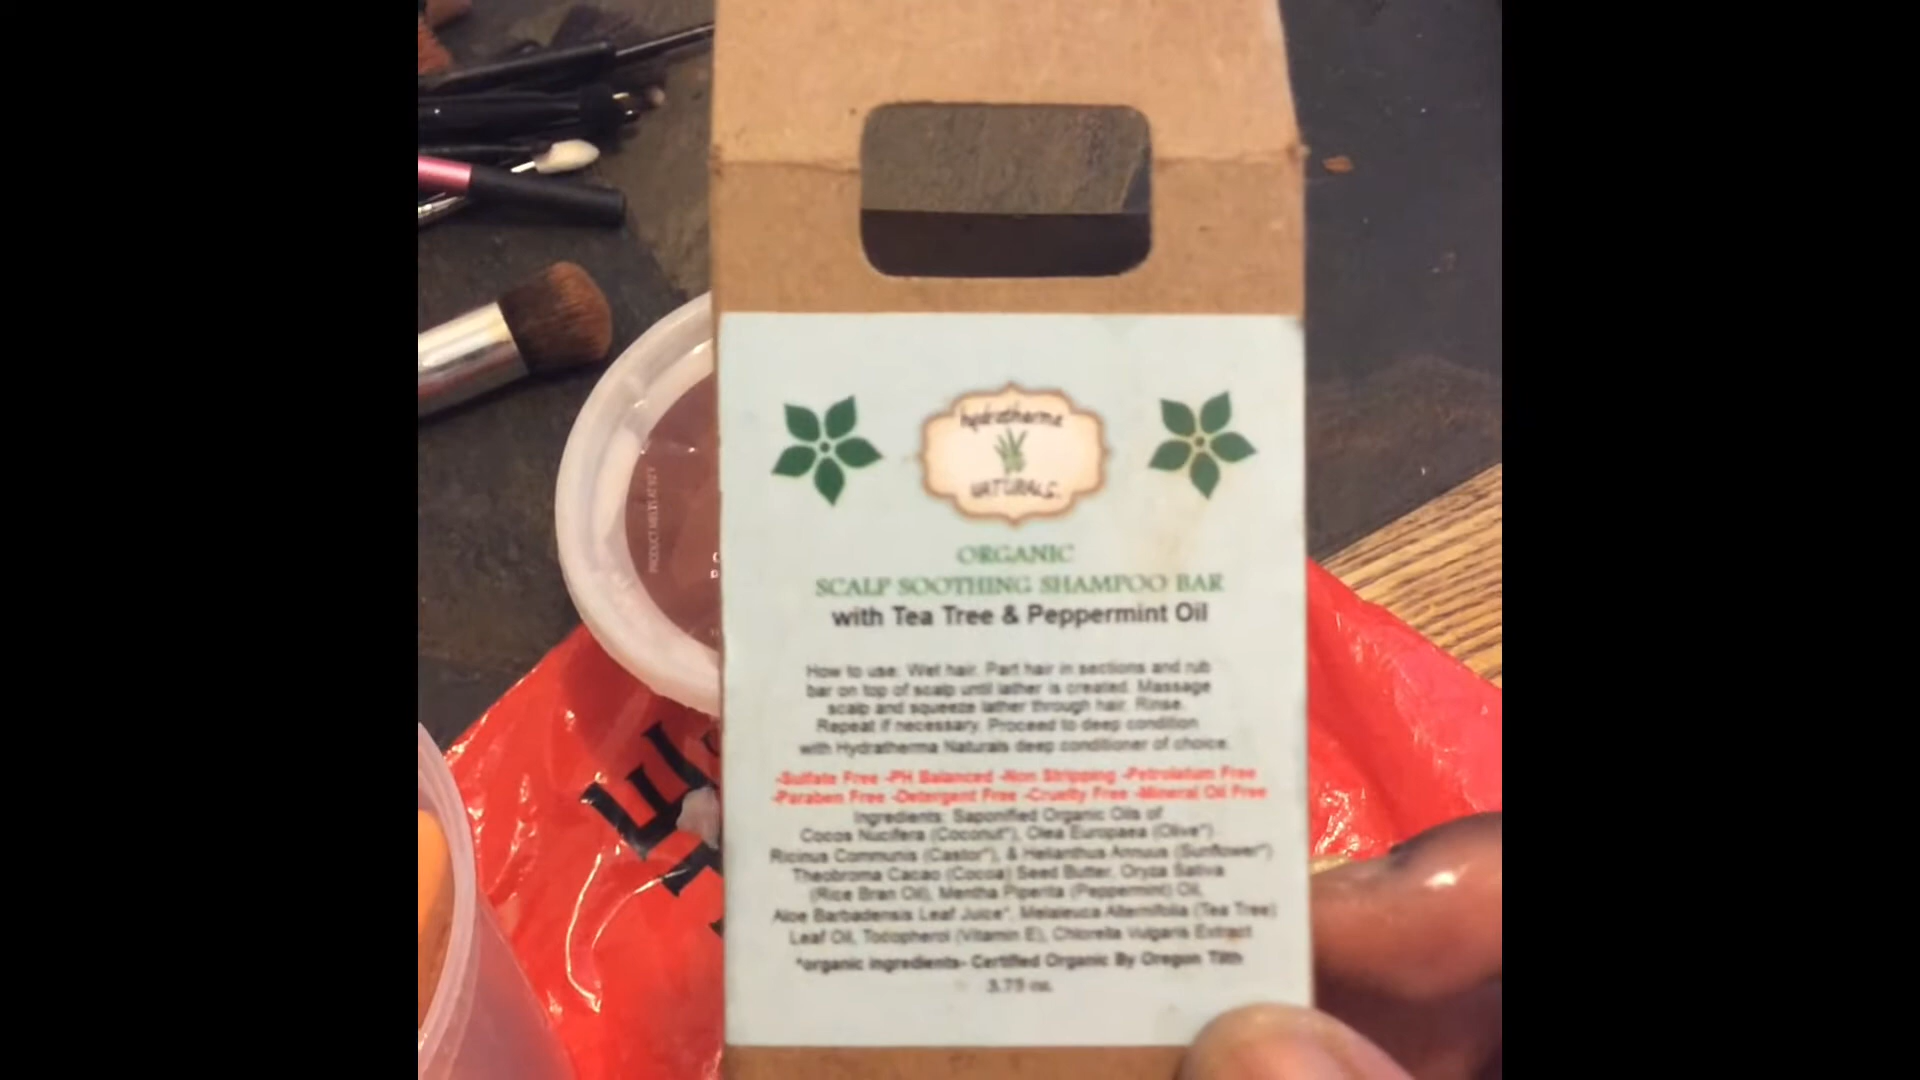 hydratherma
NATURALS
ORGANIC
SCALP SOOTHING SHAMPOO BAR
with Tea Tree & Peppermint Oil
How to use: Wet hair. Part hair in sections and rub
bar on top of scalp until lather is created. Massage
scalp and squeeze lather through hair. Rinse.
Repeat if necessary. Proceed to deep condition
with Hydratherma Naturals deep conditioner of choice.
-Sulfate Free -PH Balanced -Non Stripping -Petrolatum Free
-Paraben Free -Detergent Free -Cruelty Free -Mineral Oil Free
Ingredients: Saponified Organic Oils of
Cocos Nucifera (Coconut*), Olea Europaea (Olive*)
Ricinus Communis (Castor*), & Helianthus Annuus (Sunflower*)
Theobroma Cacao (Cocoa) Seed Butter, Oryza Sativa
(Rice Bran Oil), Mentha Piperita (Peppermint) Oil,
Aloe Barbadensis Leaf Juice*, Melaleuca Alternifolia (Tea Tree)
Leaf Oil, Tocopherol (Vitamin E), Chlorella Vulgaris Extract
*organic ingredients- Certified Organic By Oregon Tilth
3.75 oz.
PRODUCT MELTS AT